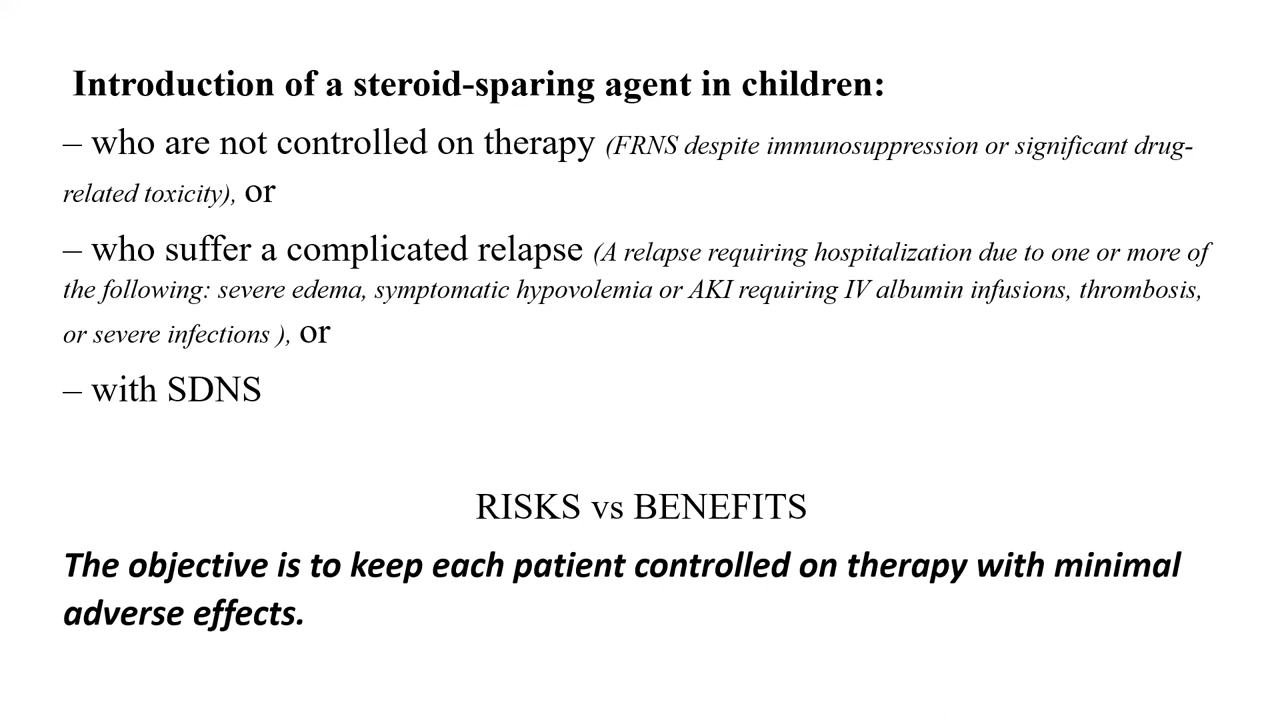 Introduction of a steroid-sparing agent in children:
– who are not controlled on therapy (FRNS despite immunosuppression or significant drug-
related toxicity), or
– who suffer a complicated relapse (A relapse requiring hospitalization due to one or more of
the following: severe edema, symptomatic hypovolemia or AKI requiring IV albumin infusions, thrombosis,
or severe infections ), or
– with SDNS
RISKS vs BENEFITS
The objective is to keep each patient controlled on therapy with minimal
adverse effects.